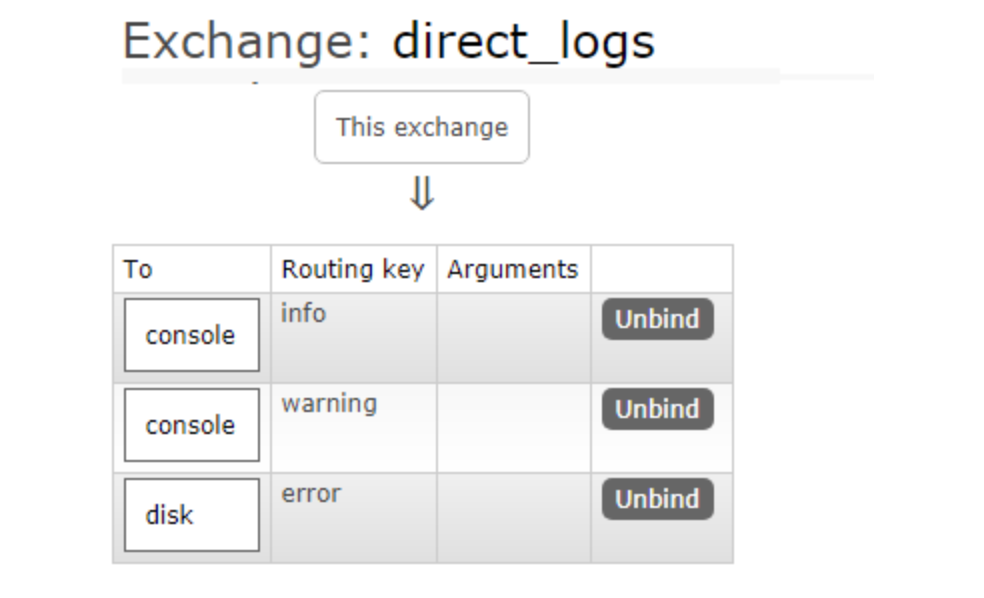 Exchange: direct_logs
This exchange
⇓
To Routing key Arguments
console info Unbind
console warning Unbind
disk error Unbind